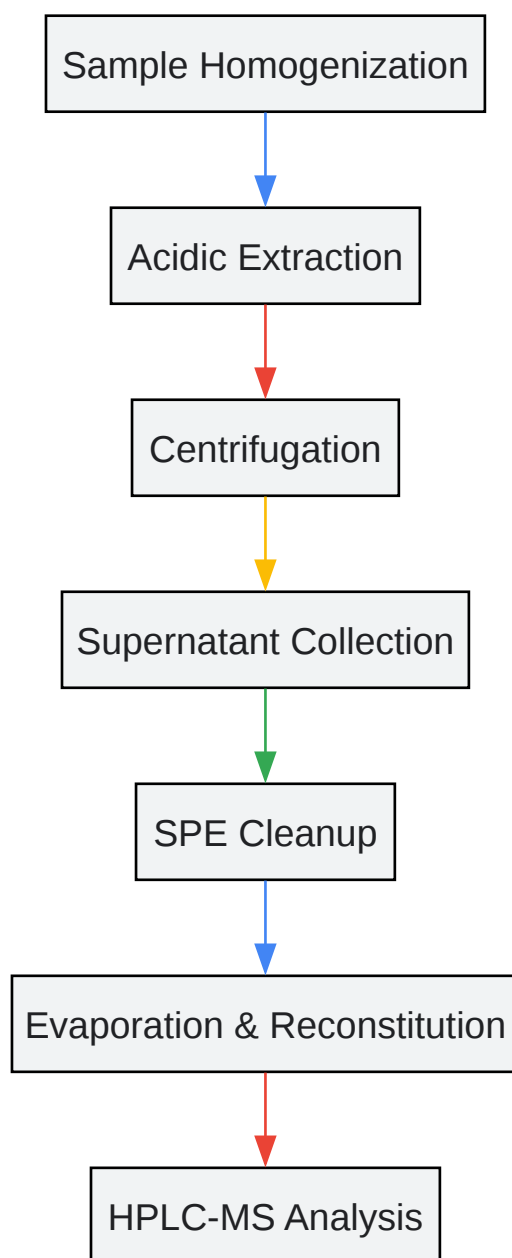 Sample Homogenization
Acidic Extraction
Centrifugation
Supernatant Collection
SPE Cleanup
Evaporation & Reconstitution
HPLC-MS Analysis